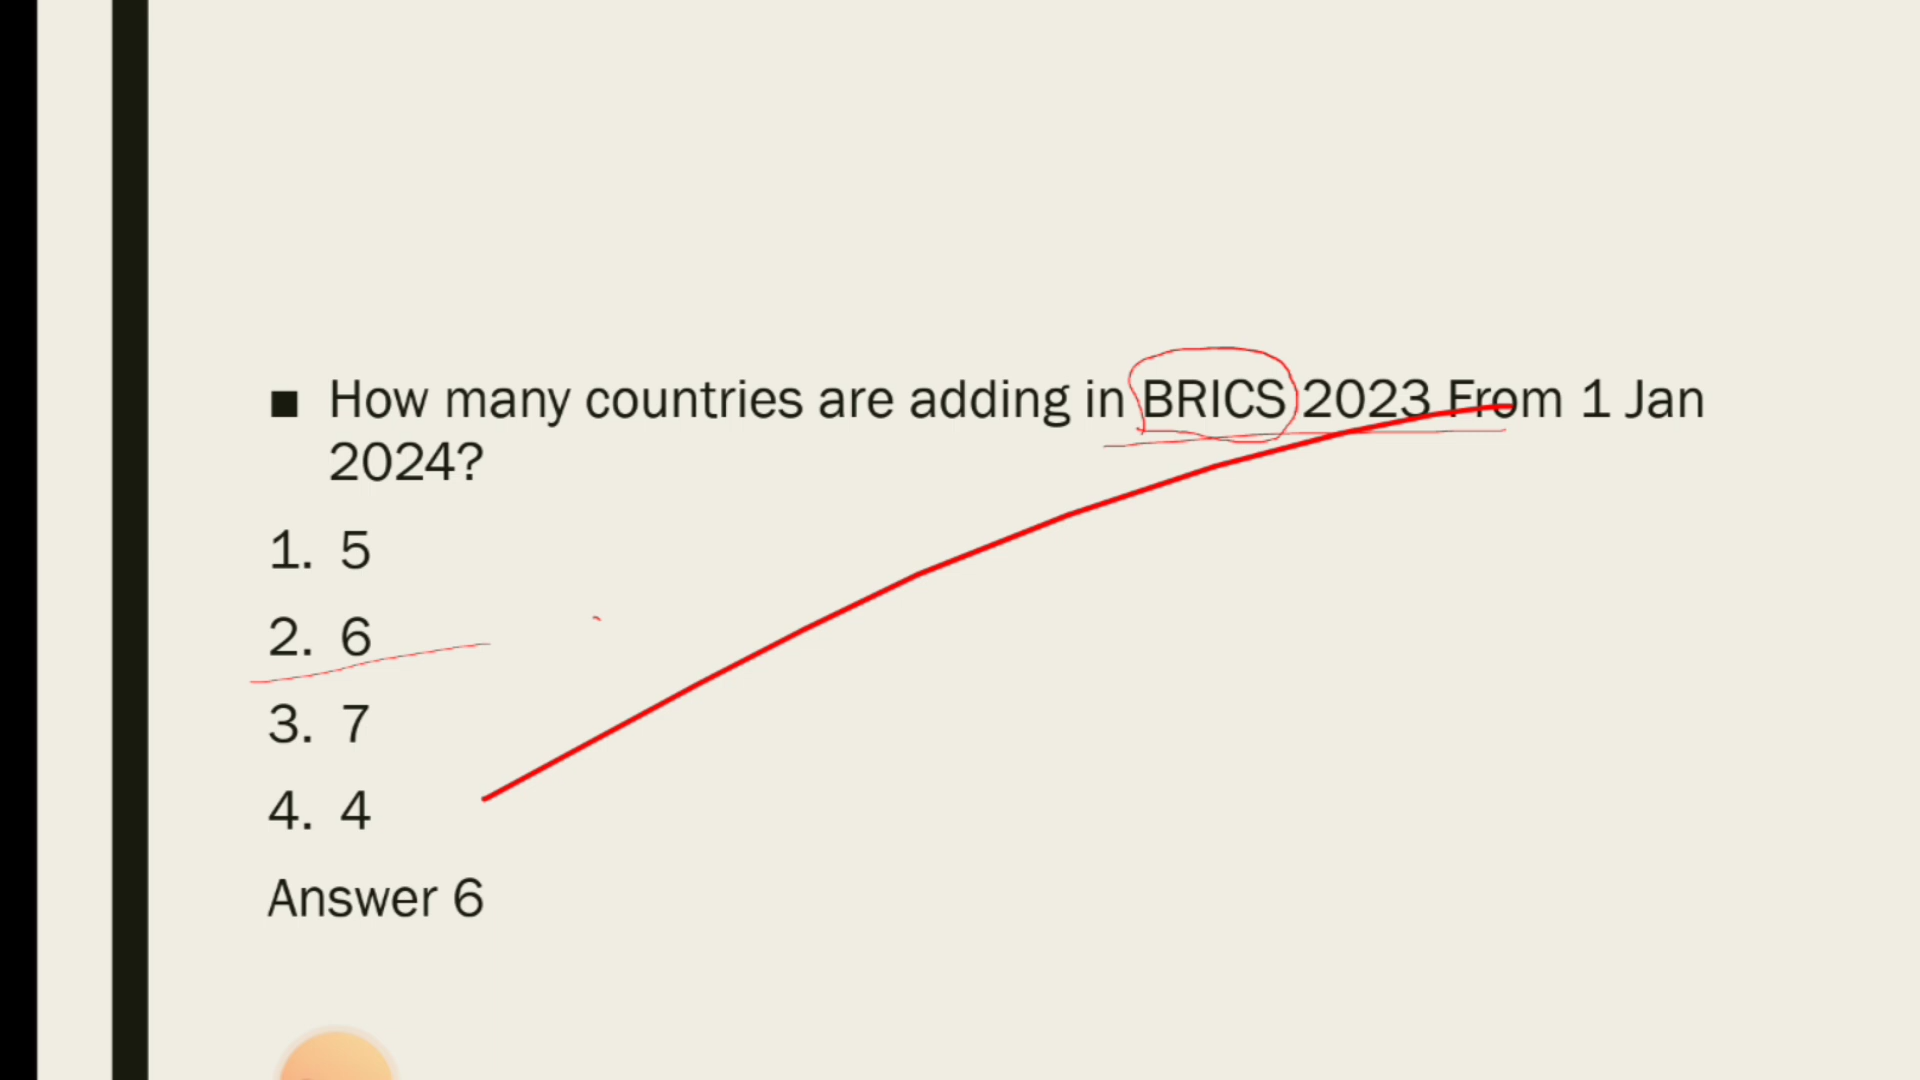 ■ How many countries are adding in BRICS 2023 From 1 Jan
2024?
1. 5
2. 6
3. 7
4. 4
Answer 6